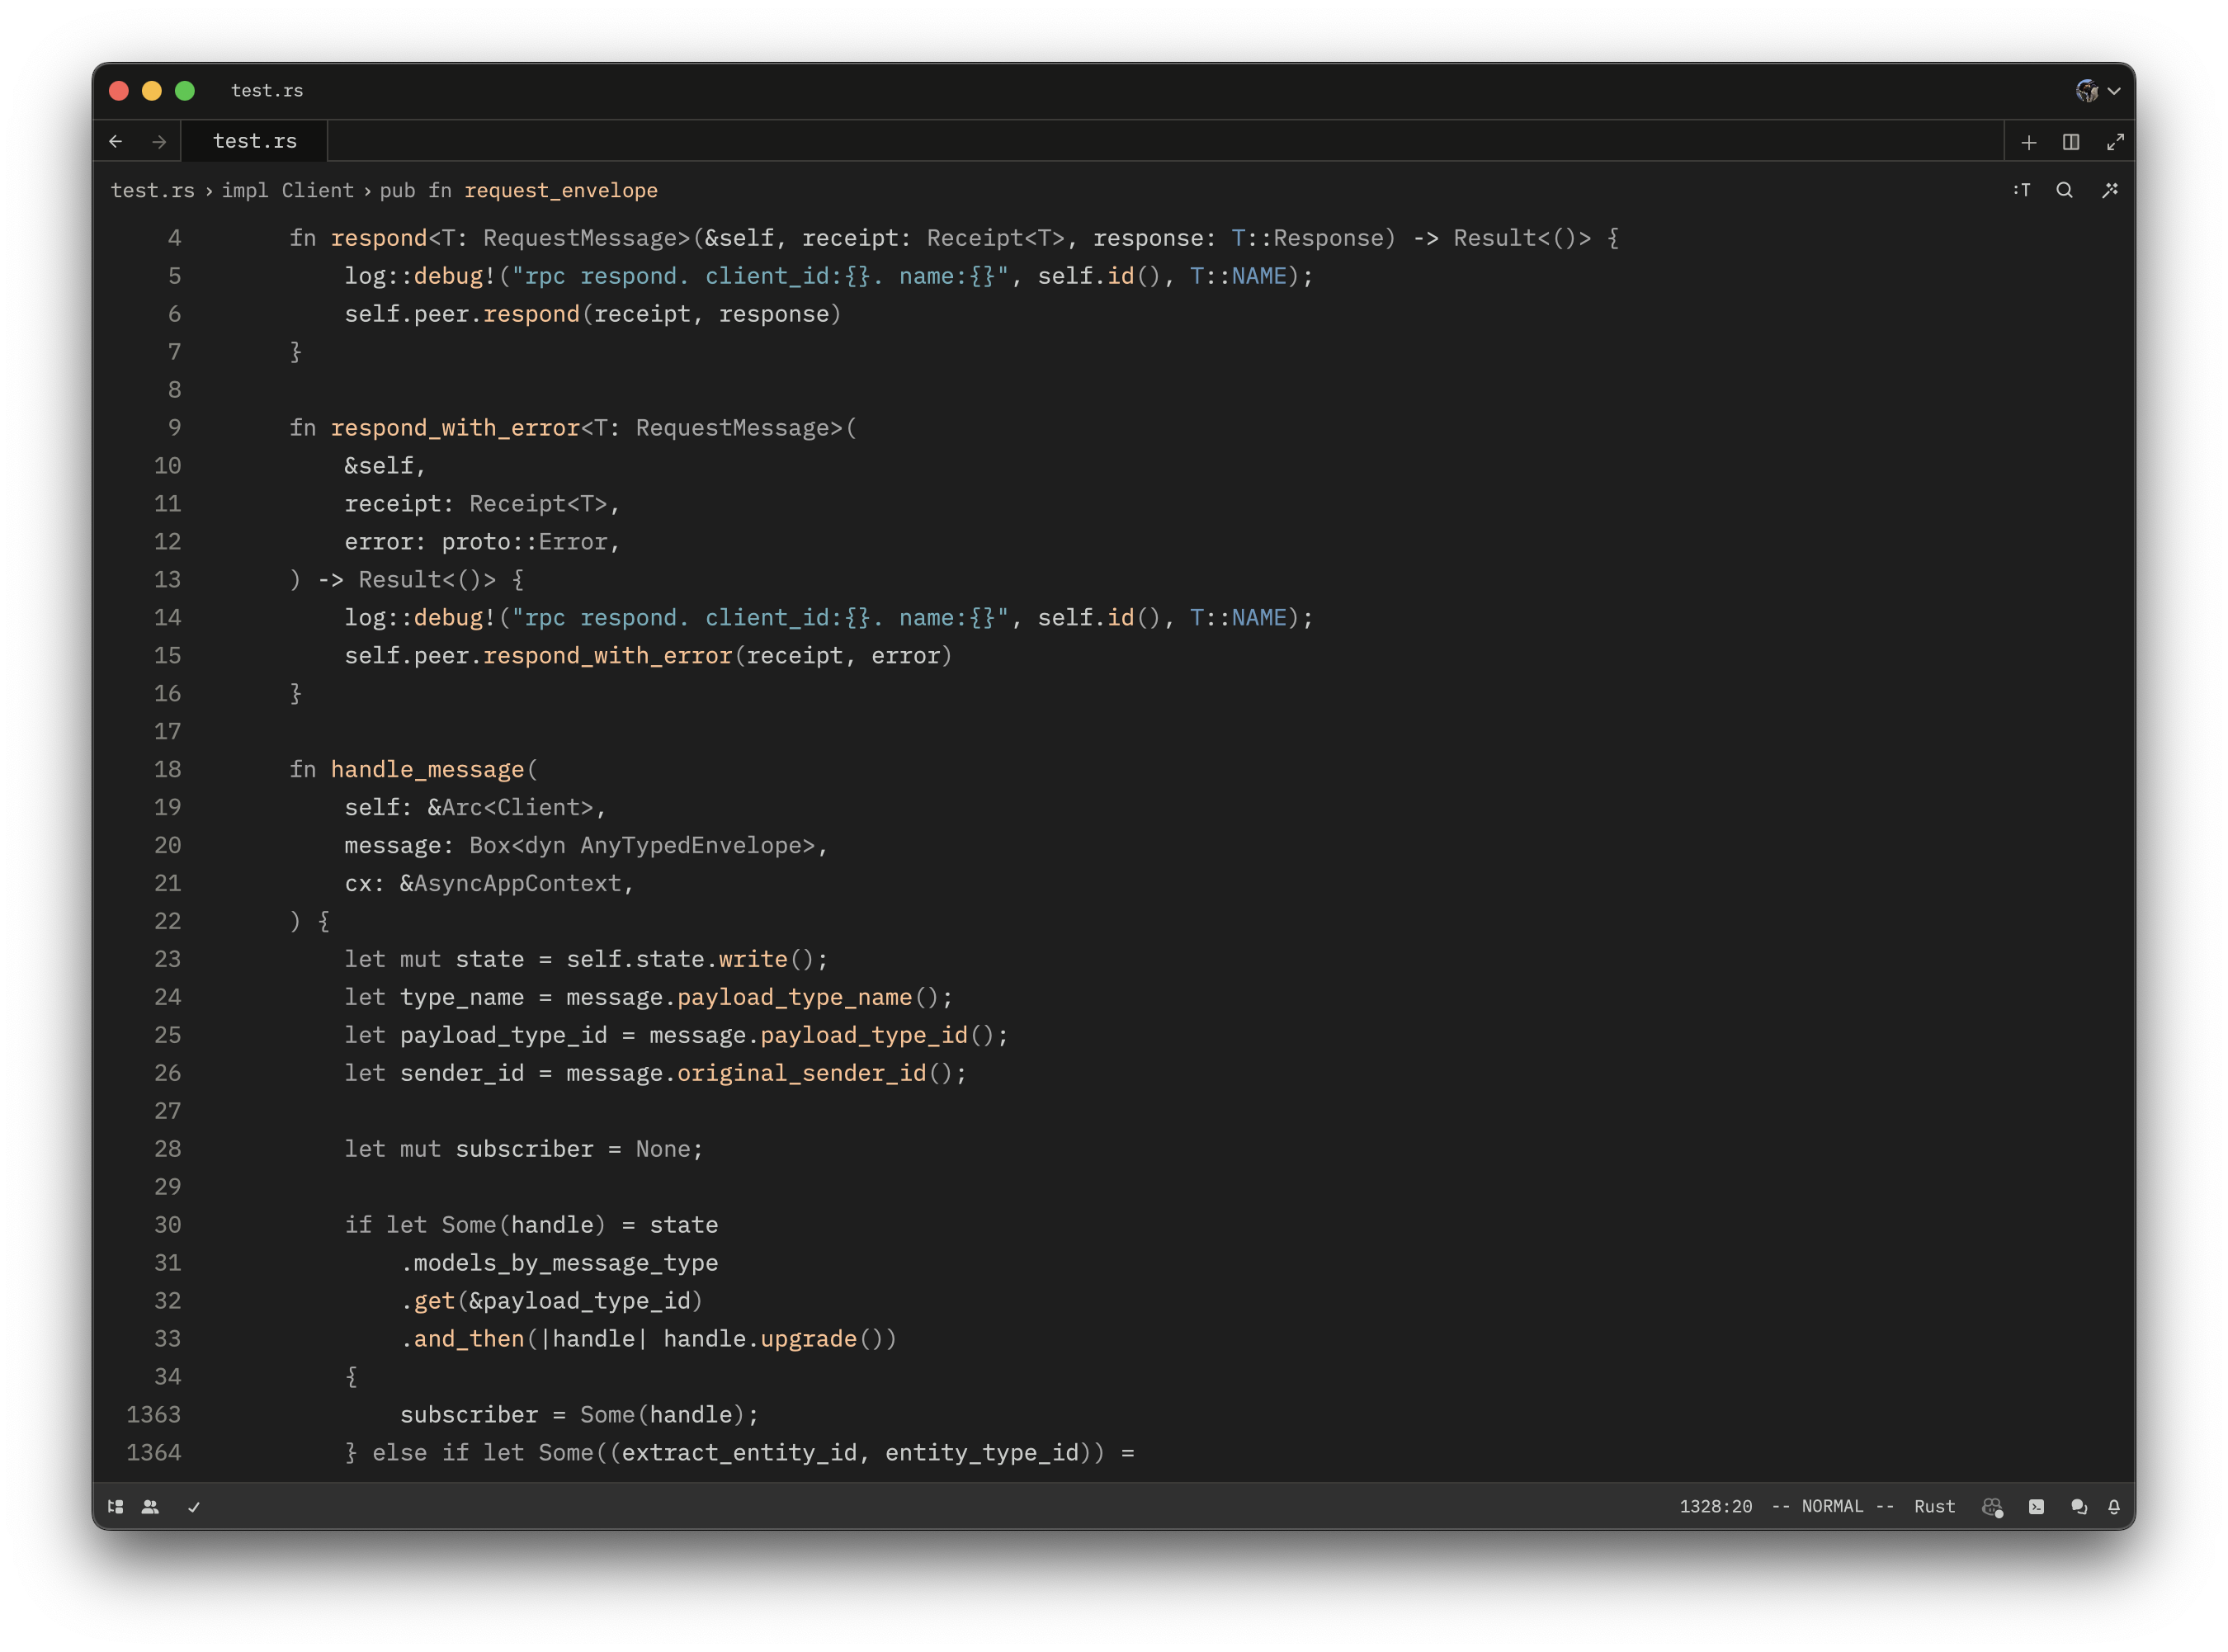 test.rs
test.rs
test.rs › impl Client › pub fn request_envelope
:T
4 fn respond<T: RequestMessage>(&self, receipt: Receipt<T>, response: T::Response) -> Result<()> {
5 log::debug!("rpc respond. client_id:{}. name:{}", self.id(), T::NAME);
6 self.peer.respond(receipt, response)
7 }
8
9 fn respond_with_error<T: RequestMessage>(
10 &self,
11 receipt: Receipt<T>,
12 error: proto::Error,
13 ) -> Result<()> {
14 log::debug!("rpc respond. client_id:{}. name:{}", self.id(), T::NAME);
15 self.peer.respond_with_error(receipt, error)
16 }
17
18 fn handle_message(
19 self: &Arc<Client>,
20 message: Box<dyn AnyTypedEnvelope>,
21 cx: &AsyncAppContext,
22 ) {
23 let mut state = self.state.write();
24 let type_name = message.payload_type_name();
25 let payload_type_id = message.payload_type_id();
26 let sender_id = message.original_sender_id();
27
28 let mut subscriber = None;
29
30 if let Some(handle) = state
31 .models_by_message_type
32 .get(&payload_type_id)
33 .and_then(|handle| handle.upgrade())
34 {
1363 subscriber = Some(handle);
1364 } else if let Some((extract_entity_id, entity_type_id)) =
1328:20 -- NORMAL -- Rust